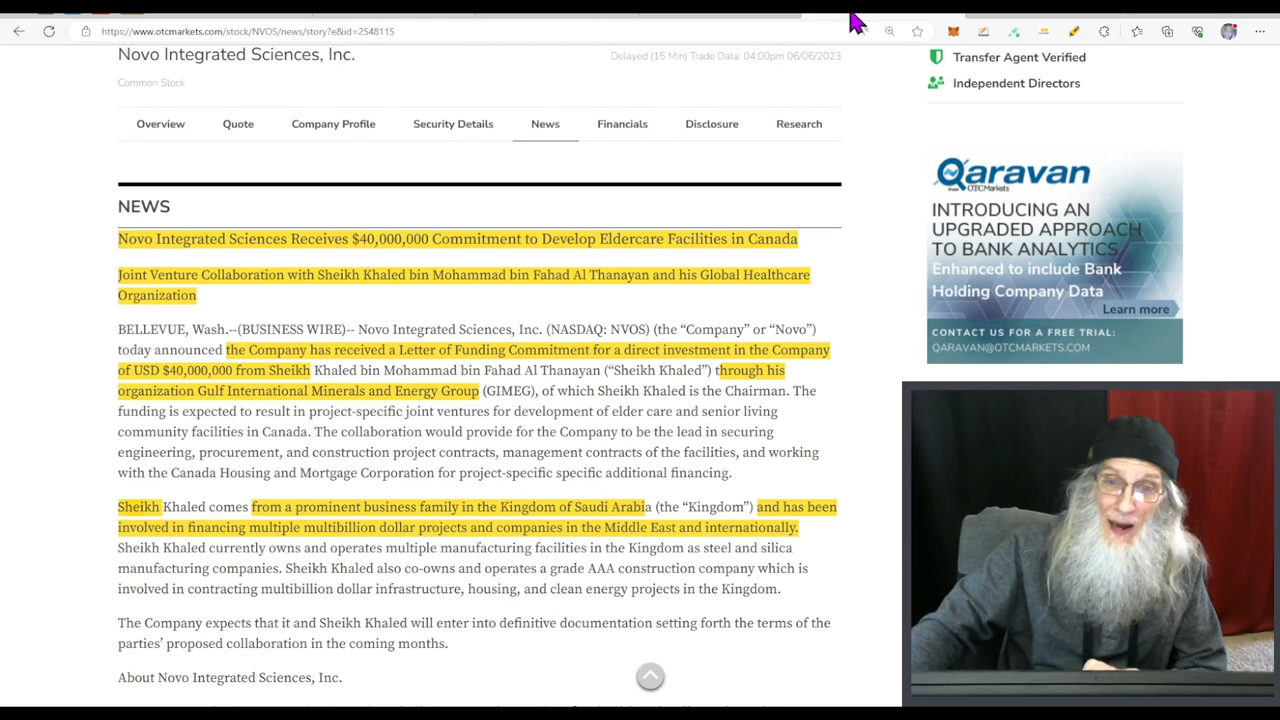 https://www.otcmarkets.com/stock/NVOS/news/story?e&id=2548115
Novo Integrated Sciences, Inc.
Delayed (15 Min) Trade Data: 04:00pm 06/06/2023
Common Stock
Overview Quote Company Profile Security Details News Financials Disclosure Research
NEWS
Novo Integrated Sciences Receives $40,000,000 Commitment to Develop Eldercare Facilities in Canada
Joint Venture Collaboration with Sheikh Khaled bin Mohammad bin Fahad Al Thanayan and his Global Healthcare
Organization
BELLEVUE, Wash.--(BUSINESS WIRE)-- Novo Integrated Sciences, Inc. (NASDAQ: NVOS) (the “Company” or “Novo”)
today announced the Company has received a Letter of Funding Commitment for a direct investment in the Company
of USD $40,000,000 from Sheikh Khaled bin Mohammad bin Fahad Al Thanayan (“Sheikh Khaled”) through his
organization Gulf International Minerals and Energy Group (GIMEG), of which Sheikh Khaled is the Chairman. The
funding is expected to result in project-specific joint ventures for development of elder care and senior living
community facilities in Canada. The collaboration would provide for the Company to be the lead in securing
engineering, procurement, and construction project contracts, management contracts of the facilities, and working
with the Canada Housing and Mortgage Corporation for project-specific specific additional financing.
Sheikh Khaled comes from a prominent business family in the Kingdom of Saudi Arabia (the “Kingdom”) and has been
involved in financing multiple multibillion dollar projects and companies in the Middle East and internationally.
Sheikh Khaled currently owns and operates multiple manufacturing facilities in the Kingdom as steel and silica
manufacturing companies. Sheikh Khaled also co-owns and operates a grade AAA construction company which is
involved in contracting multibillion dollar infrastructure, housing, and clean energy projects in the Kingdom.
The Company expects that it and Sheikh Khaled will enter into definitive documentation setting forth the terms of the
parties’ proposed collaboration in the coming months.
About Novo Integrated Sciences, Inc.
Transfer Agent Verified
Independent Directors
Qaravan
from OTCMarkets
INTRODUCING AN
UPGRADED APPROACH
TO BANK ANALYTICS
Enhanced to include Bank
Holding Company Data
Learn more
CONTACT US FOR A FREE TRIAL:
QARAVAN@OTCMARKETS.COM